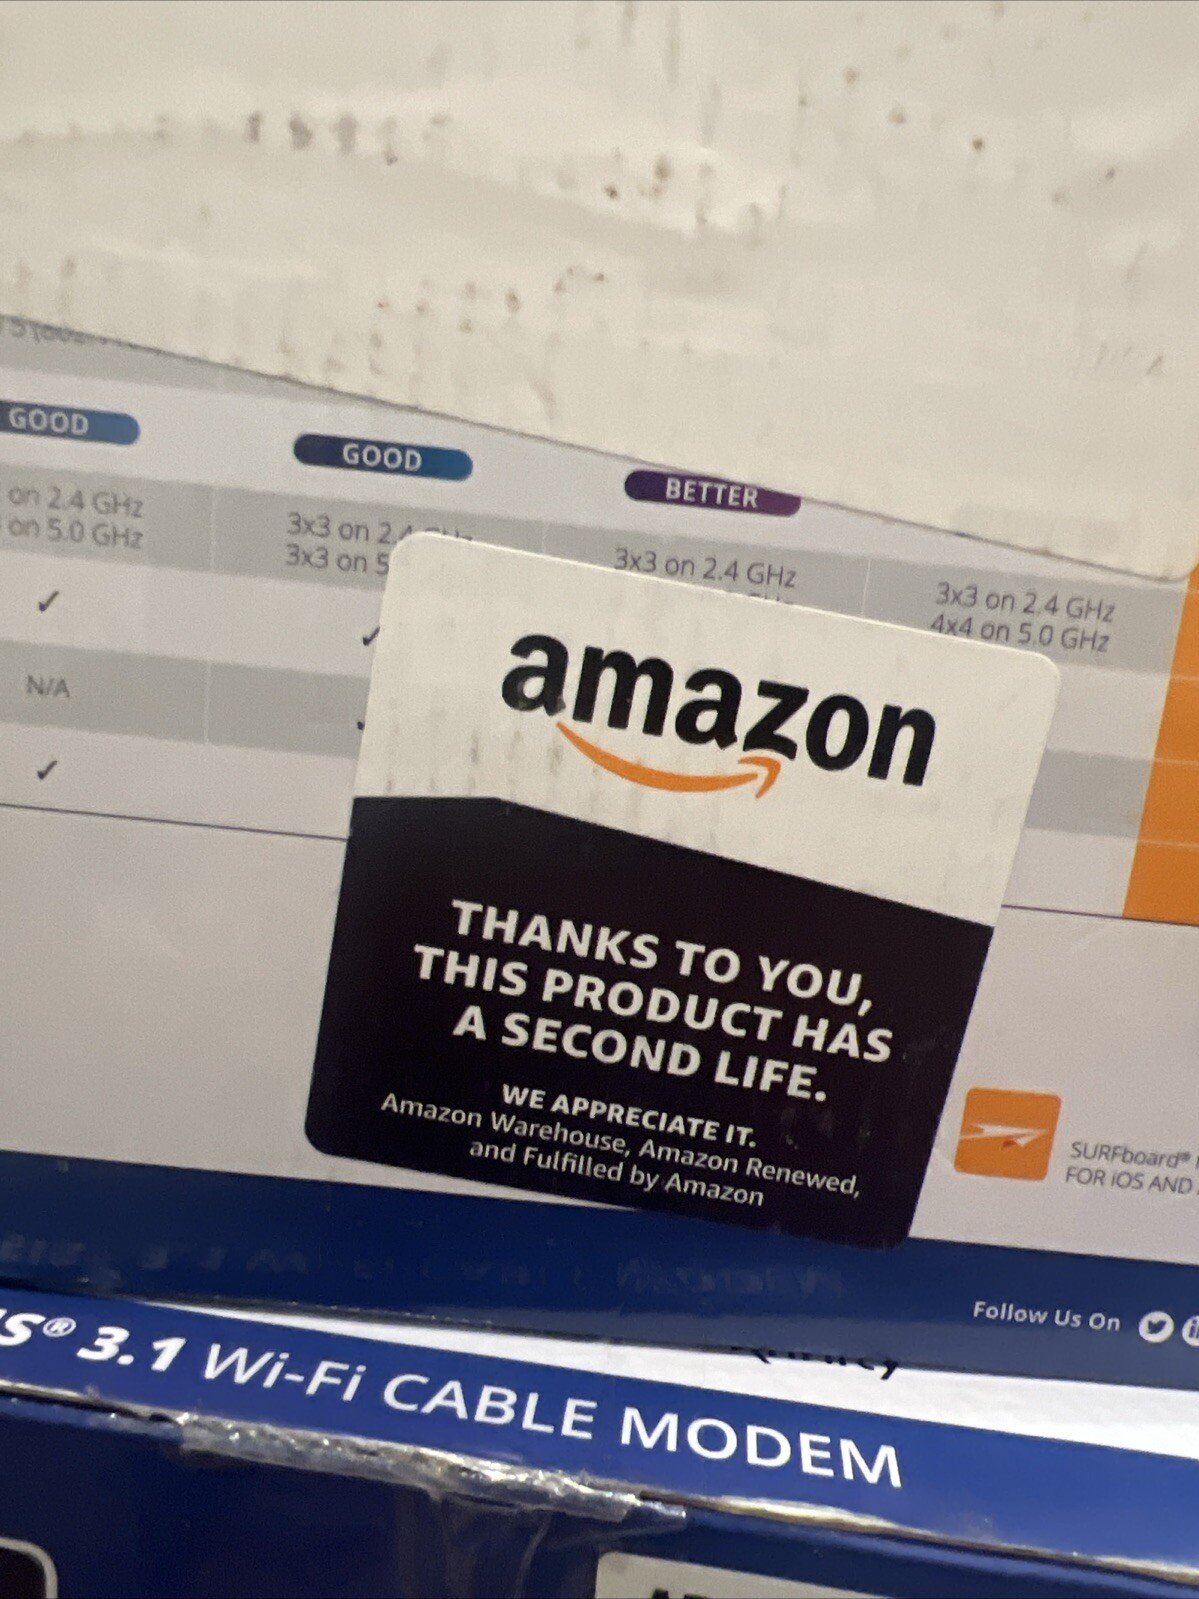 GOOD
GOOD
BETTER
on 2.4 GHz
on 5.0 GHz
3x3 on 2.4
3x3 on 5
3x3 on 2.4 GHz
3x3 on 2.4 GHz
4x4 on 5.0 GHz
✓
✓
N/A
✓
amazon
THANKS TO YOU,
THIS PRODUCT HAS
A SECOND LIFE.
WE APPRECIATE IT.
Amazon Warehouse, Amazon Renewed,
and Fulfilled by Amazon
SURFboard®
FOR iOS AND
Follow Us On
S® 3.1 Wi-Fi CABLE MODEM